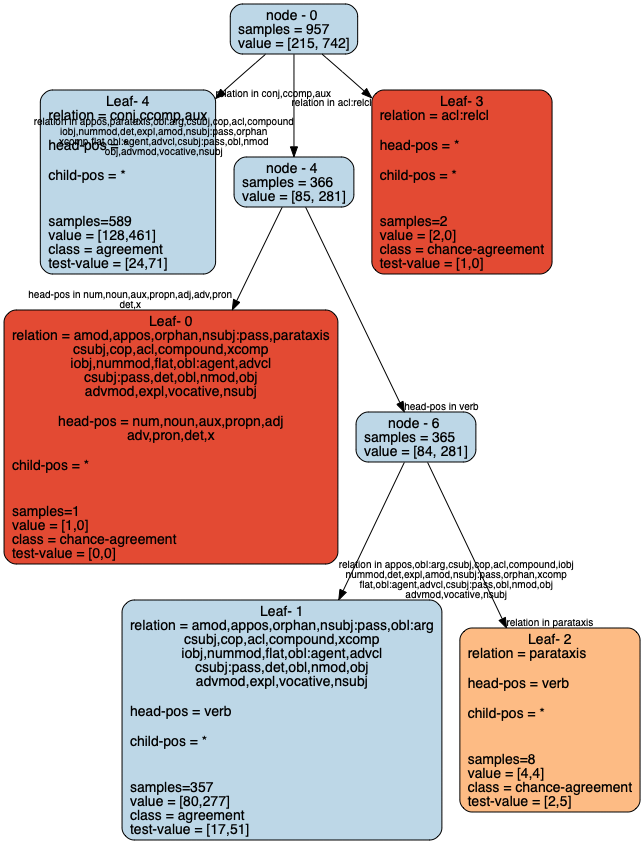 node - 0
samples = 957
value = [215, 742]
relation in conj,ccomp,aux
relation in acl:relcl
relation in appos,parataxis,obl:arg,csubj,cop,acl,compound
iobj,nummod,det,expl,amod,nsubj:pass,orphan
xcomp,flat,obl:agent,advcl,csubj:pass,obl,nmod
obj,advmod,vocative,nsubj
Leaf- 4
relation = conj,ccomp,aux
head-pos = *
child-pos = *
samples=589
value = [128,461]
class = agreement
test-value = [24,71]
node - 4
samples = 366
value = [85, 281]
Leaf- 3
relation = acl:relcl
head-pos = *
child-pos = *
samples=2
value = [2,0]
class = chance-agreement
test-value = [1,0]
head-pos in num,noun,aux,propn,adj,adv,pron
det,x
Leaf- 0
relation = amod,appos,orphan,nsubj:pass,parataxis
csubj,cop,acl,compound,xcomp
iobj,nummod,flat,obl:agent,advcl
csubj:pass,det,obl,nmod,obj
advmod,expl,vocative,nsubj
head-pos = num,noun,aux,propn,adj
adv,pron,det,x
child-pos = *
samples=1
value = [1,0]
class = chance-agreement
test-value = [0,0]
head-pos in verb
node - 6
samples = 365
value = [84, 281]
relation in appos,obl:arg,csubj,cop,acl,compound,iobj
nummod,det,expl,amod,nsubj:pass,orphan,xcomp
flat,obl:agent,advcl,csubj:pass,obl,nmod,obj
advmod,vocative,nsubj
relation in parataxis
Leaf- 1
relation = amod,appos,orphan,nsubj:pass,obl:arg
csubj,cop,acl,compound,xcomp
iobj,nummod,flat,obl:agent,advcl
csubj:pass,det,obl,nmod,obj
advmod,expl,vocative,nsubj
head-pos = verb
child-pos = *
samples=357
value = [80,277]
class = agreement
test-value = [17,51]
Leaf- 2
relation = parataxis
head-pos = verb
child-pos = *
samples=8
value = [4,4]
class = chance-agreement
test-value = [2,5]